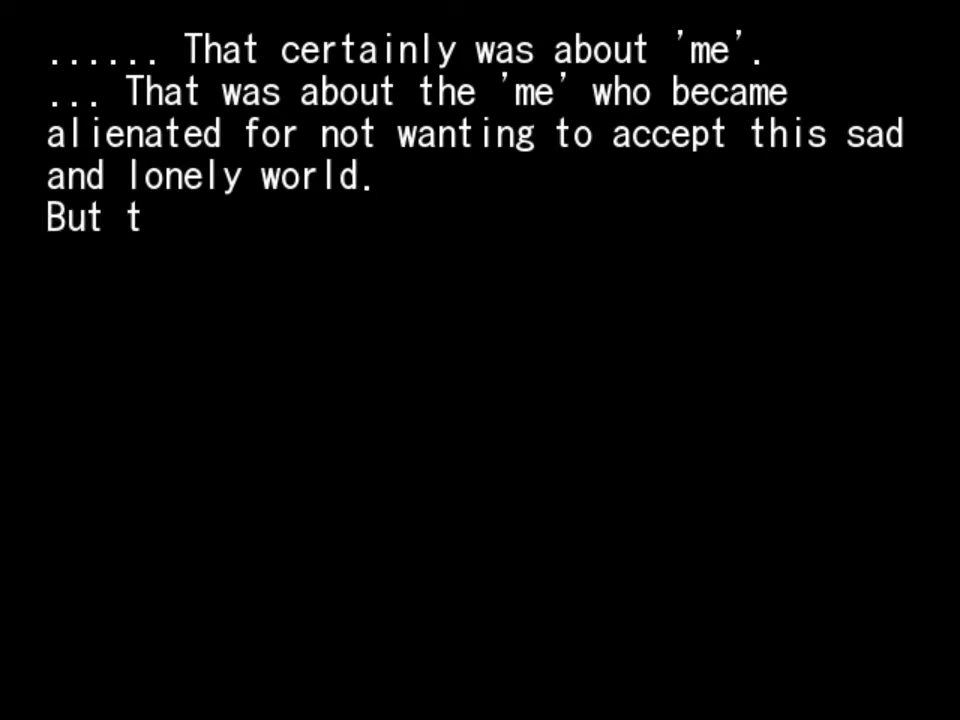 ...... That certainly was about 'me'.
... That was about the 'me' who became
alienated for not wanting to accept this sad
and lonely world.
But t